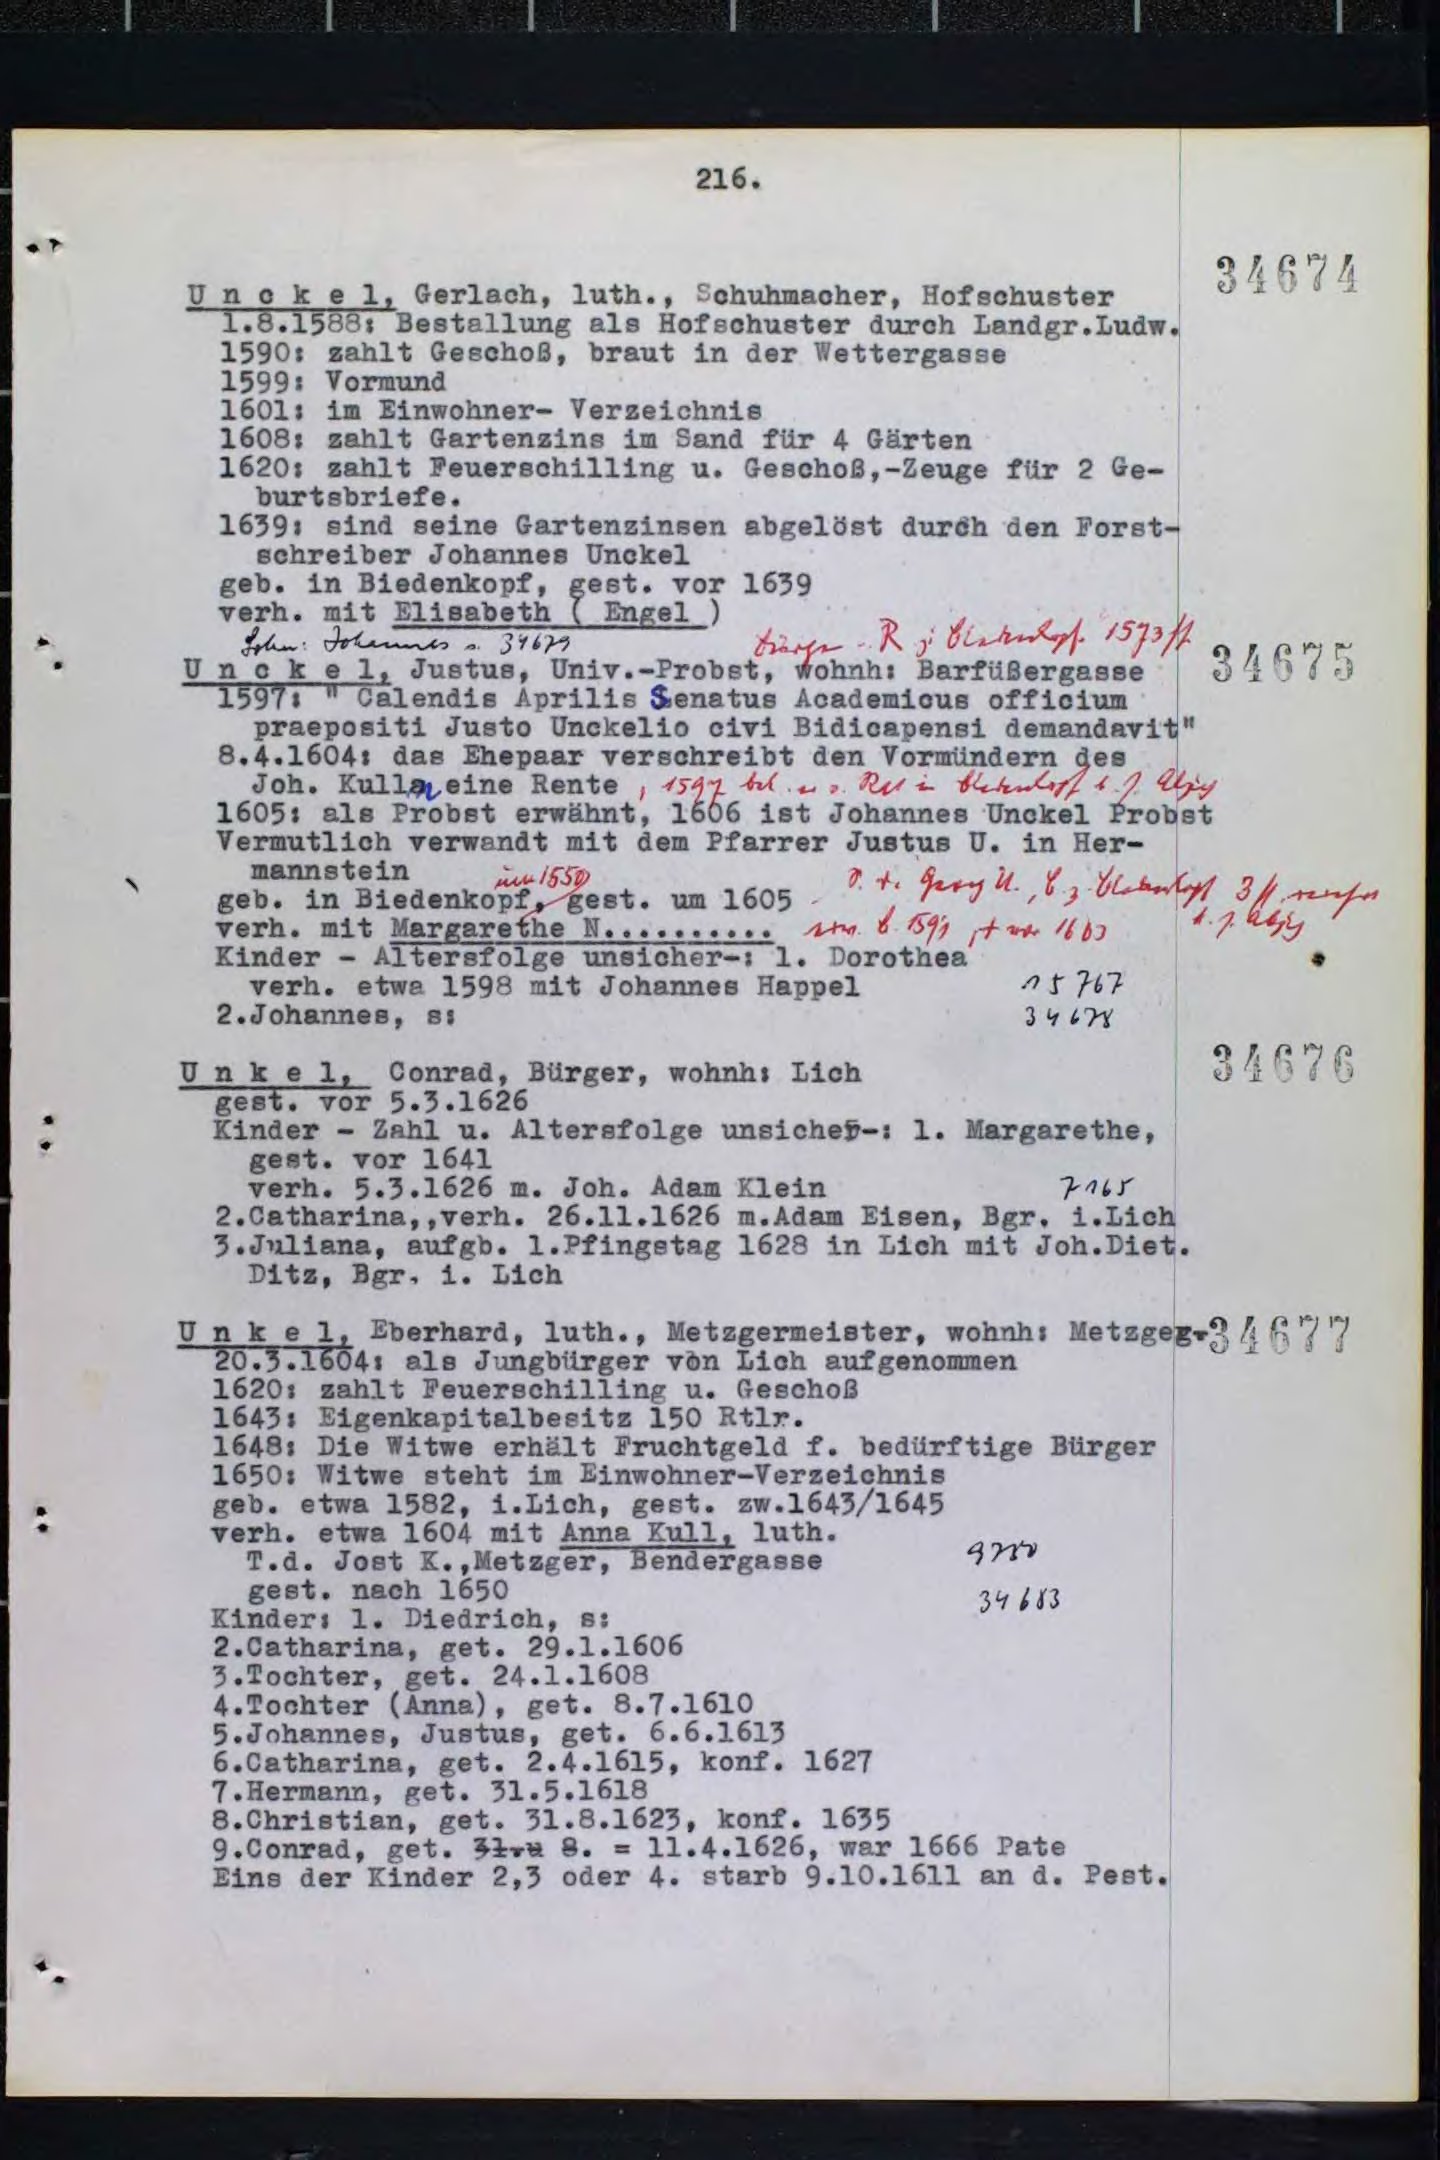 216.
34674
U n c k e l, Gerlach, luth., Schuhmacher, Hofschuster
1.8.1588: Bestallung als Hofschuster durch Landgr.Ludw.
1590: zahlt Geschoß, braut in der Wettergasse
1599: Vormund
1601: im Einwohner- Verzeichnis
1608: zahlt Gartenzins im Sand für 4 Gärten
1620: zahlt Feuerschilling u. Geschoß,-Zeuge für 2 Ge-
burtsbriefe.
1639: sind seine Gartenzinsen abgelöst durch den Forst-
schreiber Johannes Unckel
geb. in Biedenkopf, gest. vor 1639
verh. mit Elisabeth ( Engel )
Sohn: Johannes s. 34679
R z. Biedenkopf 1573 ff
34675
U n c k e l, Justus, Univ.-Probst, wohnh: Barfüßergasse
1597: " Calendis Aprilis Senatus Academicus officium
praepositi Justo Unckelio civi Bidicapensi demandavit"
8.4.1604: das Ehepaar verschreibt den Vormündern des
Joh. Kullm eine Rente , 1597 in Biedenkopf
1605: als Probst erwähnt, 1606 ist Johannes Unckel Probst
Vermutlich verwandt mit dem Pfarrer Justus U. in Her-
mannstein
um 1550
S. d. Georg U., B z. Biedenkopf
geb. in Biedenkopf, gest. um 1605
verh. mit Margarethe N.......... 
Kinder - Altersfolge unsicher-: 1. Dorothea
verh. etwa 1598 mit Johannes Happel 15767
2.Johannes, s: 34678
34676
U n k e l, Conrad, Bürger, wohnh: Lich
gest. vor 5.3.1626
Kinder - Zahl u. Altersfolge unsicher-: 1. Margarethe,
gest. vor 1641
verh. 5.3.1626 m. Joh. Adam Klein 7165
2.Catharina,,verh. 26.11.1626 m.Adam Eisen, Bgr. i.Lich
3.Juliana, aufgb. 1.Pfingstag 1628 in Lich mit Joh.Diet.
Ditz, Bgr. i. Lich
U n k e l, Eberhard, luth., Metzgermeister, wohnh: Metzgeg-
34677
20.3.1604: als Jungbürger von Lich aufgenommen
1620: zahlt Feuerschilling u. Geschoß
1643: Eigenkapitalbesitz 150 Rtlr.
1648: Die Witwe erhält Fruchtgeld f. bedürftige Bürger
1650: Witwe steht im Einwohner-Verzeichnis
geb. etwa 1582, i.Lich, gest. zw.1643/1645
verh. etwa 1604 mit Anna Kull, luth.
T.d. Jost K.,Metzger, Bendergasse
gest. nach 1650
34683
Kinder: 1. Diedrich, s:
2.Catharina, get. 29.1.1606
3.Tochter, get. 24.1.1608
4.Tochter (Anna), get. 8.7.1610
5.Johannes, Justus, get. 6.6.1613
6.Catharina, get. 2.4.1615, konf. 1627
7.Hermann, get. 31.5.1618
8.Christian, get. 31.8.1623, konf. 1635
9.Conrad, get. 31.u 8. = 11.4.1626, war 1666 Pate
Eins der Kinder 2,3 oder 4. starb 9.10.1611 an d. Pest.